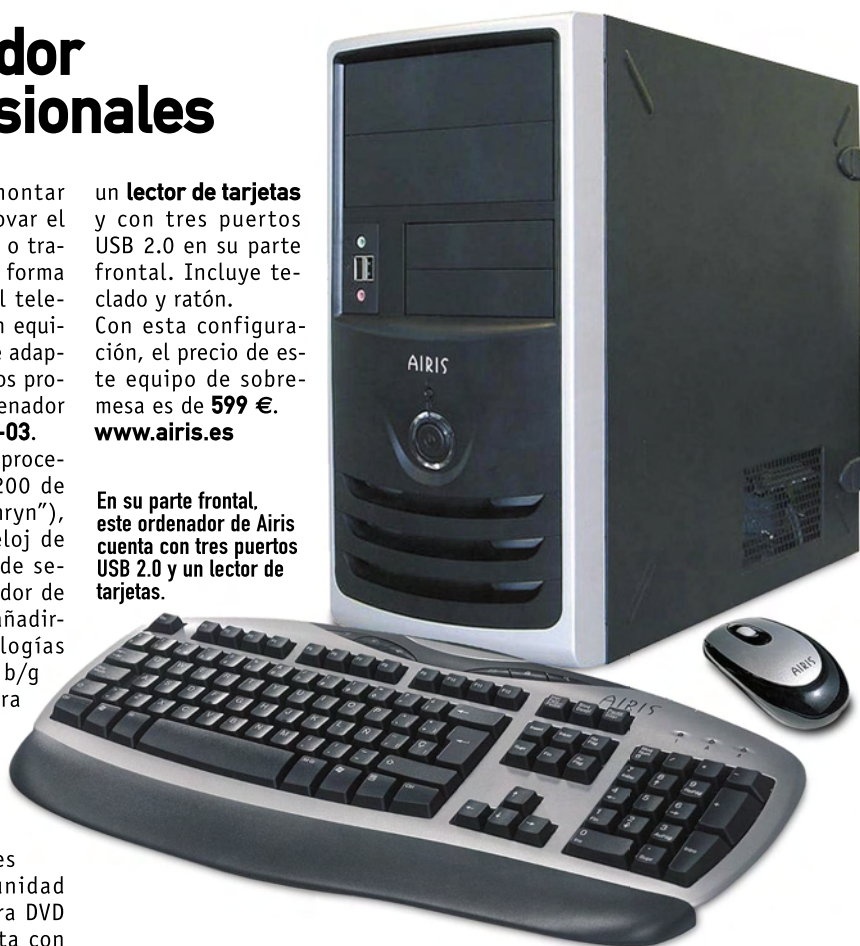 dor
sionales
montar
ovar el
o tra-
forma
l tele-
n equi-
e adap-
os pro-
enador
-03.
proce-
200 de
nryn”),
eloj de
de se-
dor de
añadir-
logías
b/g
ra
es
unidad
ra DVD
ta con
un lector de tarjetas
y con tres puertos
USB 2.0 en su parte
frontal. Incluye te-
clado y ratón.
Con esta configura-
ción, el precio de es-
te equipo de sobre-
mesa es de 599 €.
www.airis.es
En su parte frontal,
este ordenador de Airis
cuenta con tres puertos
USB 2.0 y un lector de
tarjetas.
AIRIS
AIRIS
AIRIS